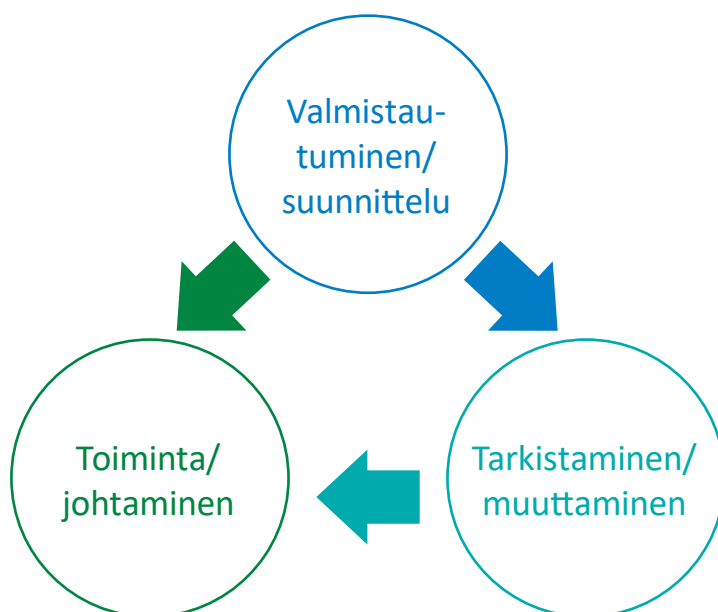 Valmistau-
tuminen/
suunnittelu
Toiminta/
johtaminen
Tarkistaminen/
muuttaminen